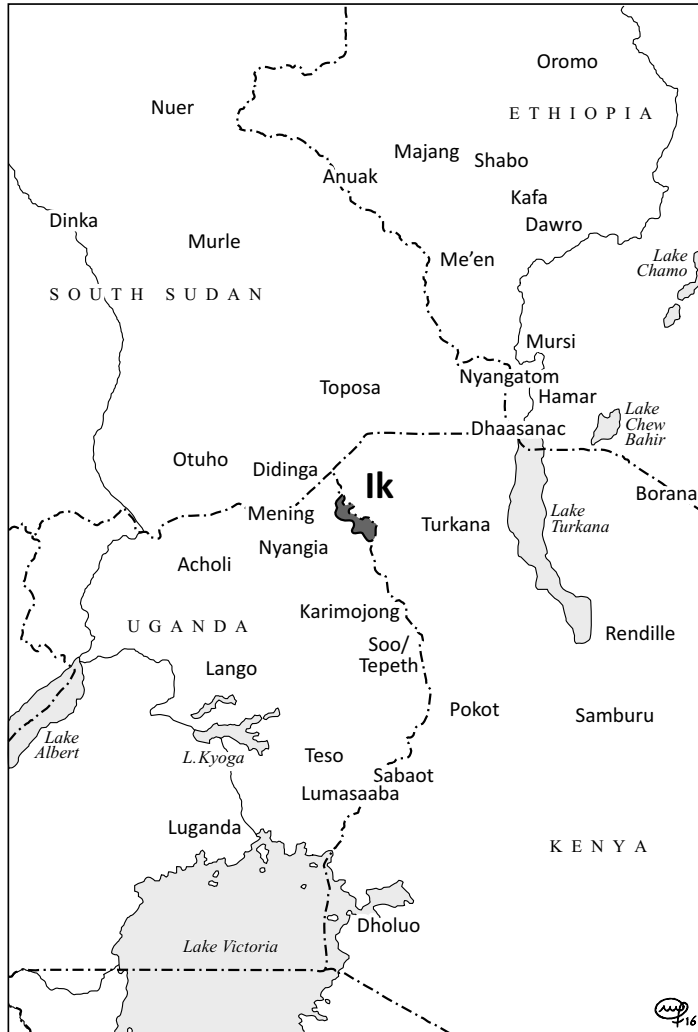 Oromo
Nuer
ETHIOPIA
Majang
Shabo
Anuak
Kafa
Dinka
Dawro
Murle
Me'en
Lake
Chamo
SOUTH SUDAN
Mursi
Nyangatom
Toposa
Hamar
Lake
Chew
Bahir
Dhaasanac
Otuho
Didinga
Ik
Borana
Mening
Turkana
Lake
Turkana
Nyangia
Acholi
Karimojong
UGANDA
Rendille
Soo/
Tepeth
Lango
Pokot
Samburu
Lake
Albert
L.Kyoga
Teso
Sabaot
Lumasaaba
Luganda
KENYA
Dholuo
Lake Victoria
16